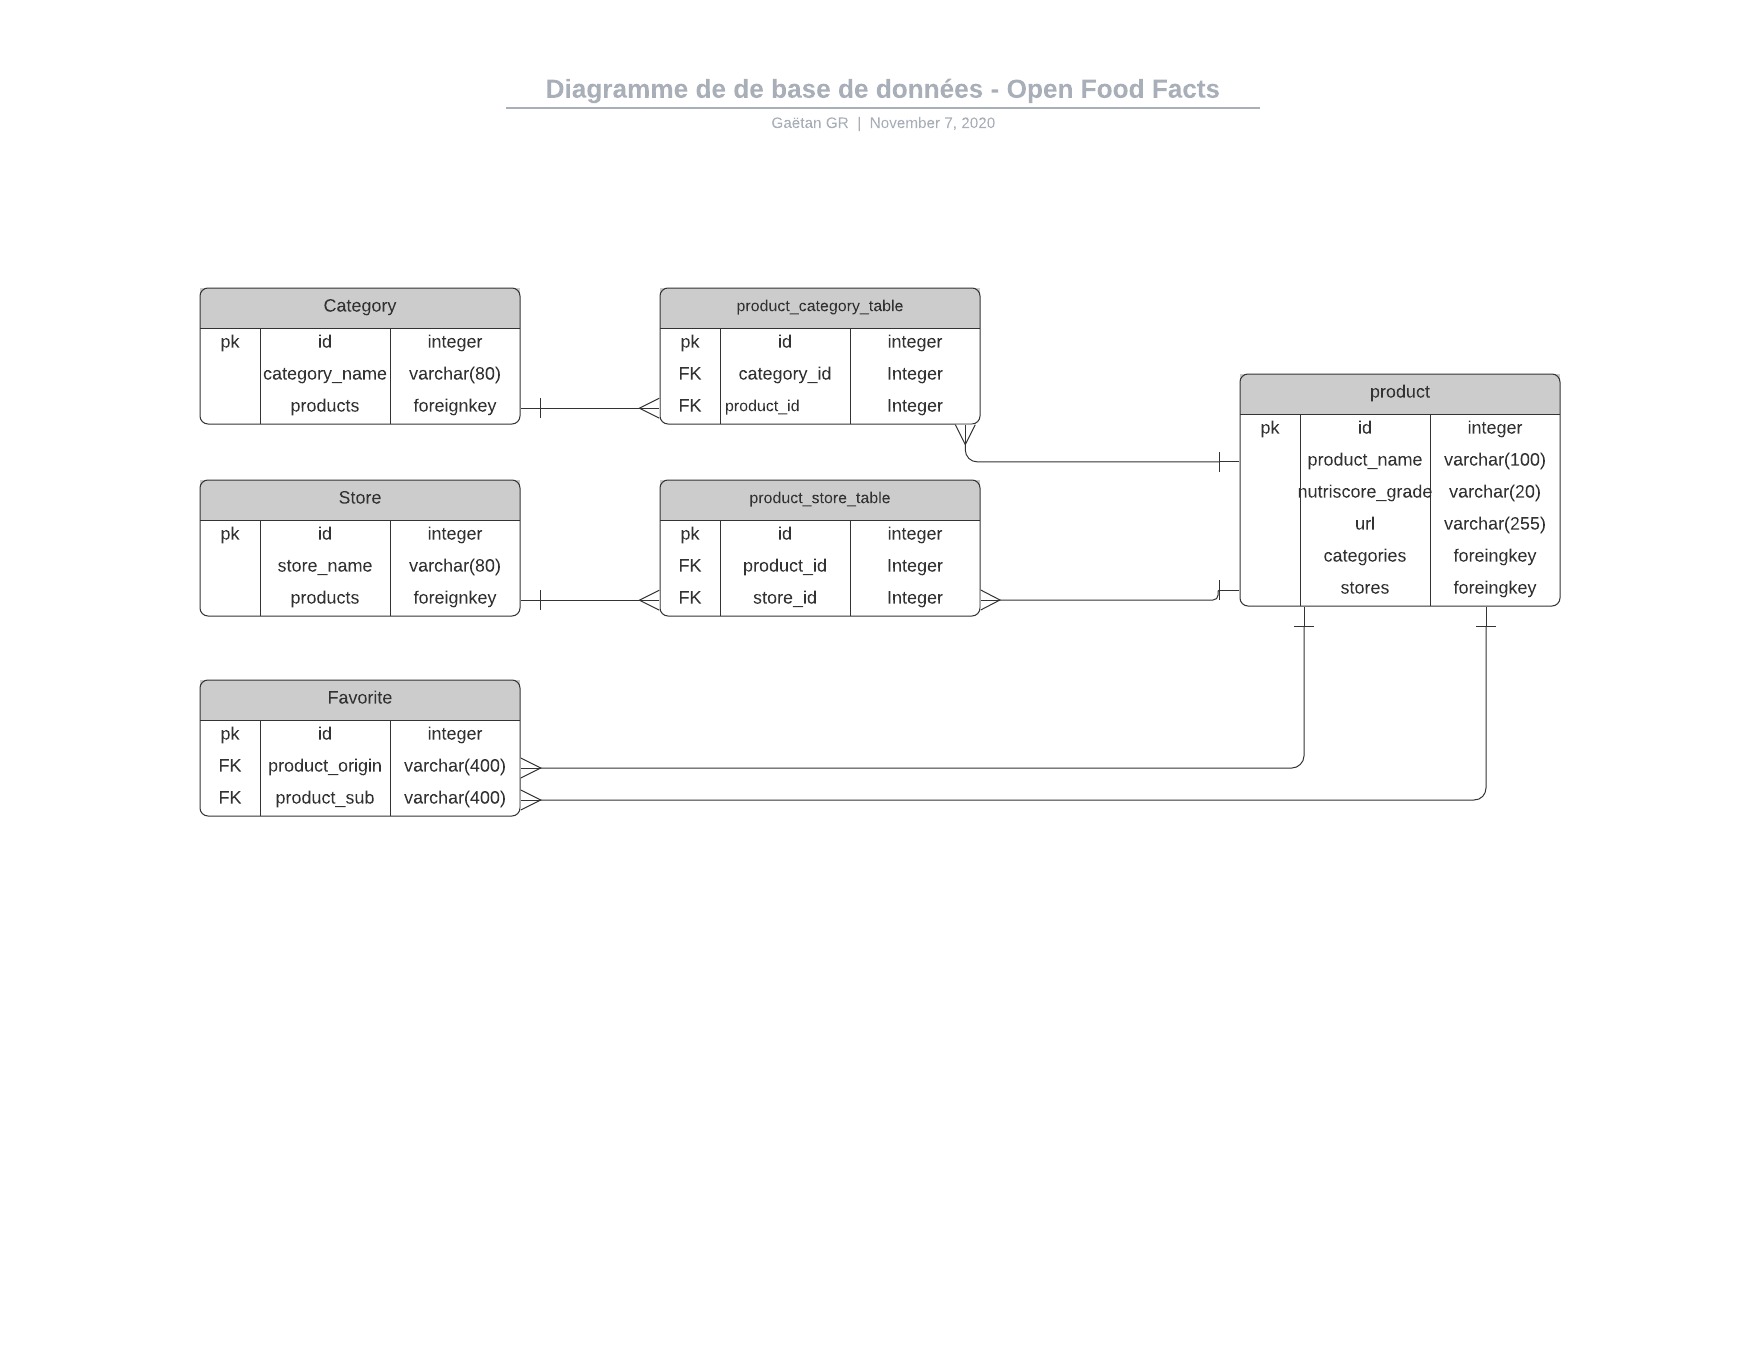 Diagramme de de base de données - Open Food Facts
Gaëtan GR | November 7, 2020
Category
pk id integer
category_name varchar(80)
products foreignkey
product_category_table
pk id integer
FK category_id Integer
FK product_id Integer
product
pk id integer
product_name varchar(100)
nutriscore_grade varchar(20)
url varchar(255)
categories foreingkey
stores foreingkey
Store
pk id integer
store_name varchar(80)
products foreignkey
product_store_table
pk id integer
FK product_id Integer
FK store_id Integer
Favorite
pk id integer
FK product_origin varchar(400)
FK product_sub varchar(400)